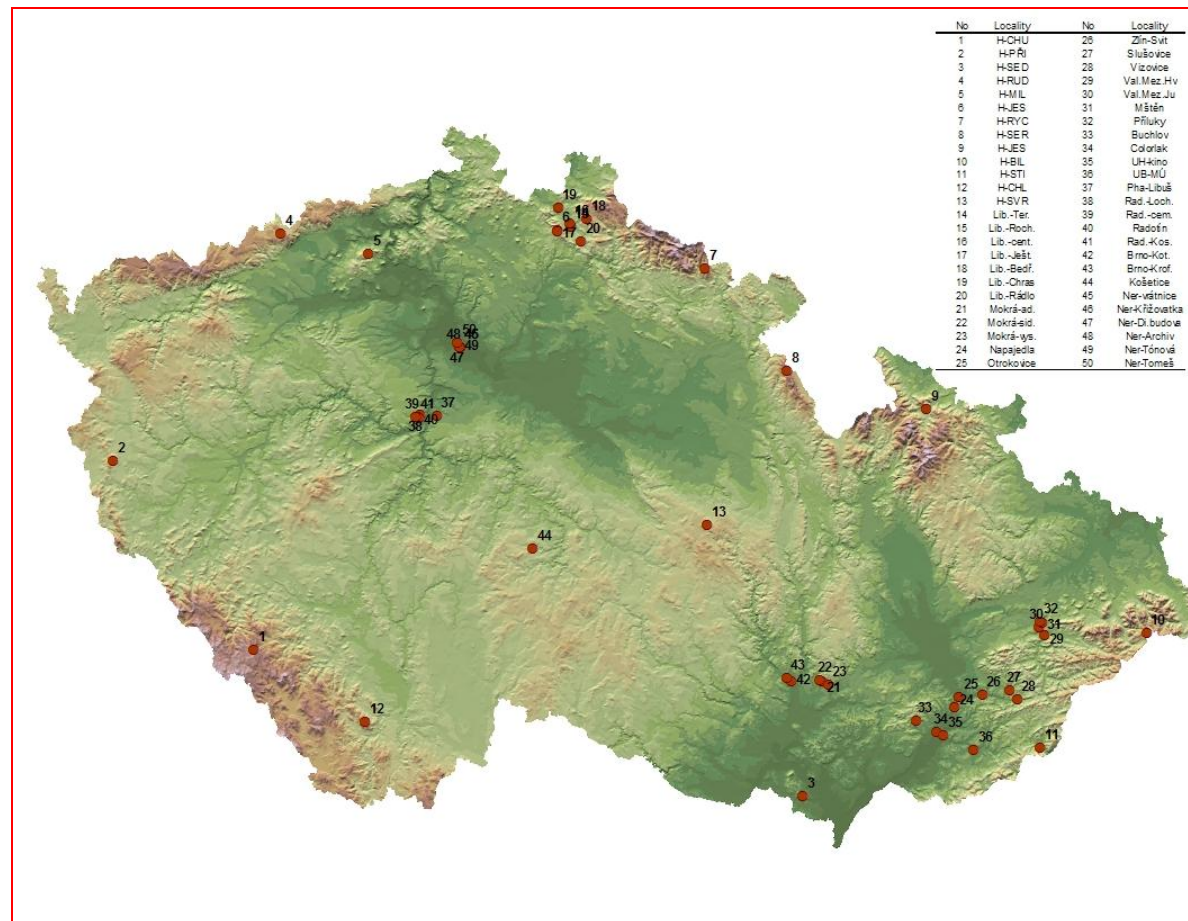 No Locality No Locality
1 H-CHU 26 Zlín-Svit
2 H-PŘI 27 Slušovice
3 H-SED 28 Vizovice
4 H-RUD 29 Val.Mez.Hv
5 H-MIL 30 Val.Mez.Ju
6 H-JES 31 Mštěn
7 H-RYC 32 Příluky
8 H-SER 33 Buchlov
9 H-JES 34 Colorlak
10 H-BIL 35 UH-kino
11 H-STI 36 UB-MÚ
12 H-CHL 37 Pha-Libuš
13 H-SVR 38 Rad.-Loch.
14 Lib.-Ter. 39 Rad.-cem.
15 Lib.-Roch. 40 Radotín
16 Lib.-cent. 41 Rad.-Kos.
17 Lib.-Ješt. 42 Brno-Kot.
18 Lib.-Bedř. 43 Brno-Krof.
19 Lib.-Chras 44 Košetice
20 Lib.-Rádlo 45 Ner-vrátnice
21 Mokrá-ad. 46 Ner-Křižovatka
22 Mokrá-sid. 47 Ner-Di.budova
23 Mokrá-vys. 48 Ner-Archiv
24 Napajedla 49 Ner-Tónová
25 Otrokovice 50 Ner-Tomeš
19
6 18
4
17 20
5
7
50
48
49
47
8
39 41 37
40
38
9
2
13
44
32
30
31
10
29
1
43 22 23
42 21
25 26 27
28
24
12
33
34 35
36 11
3